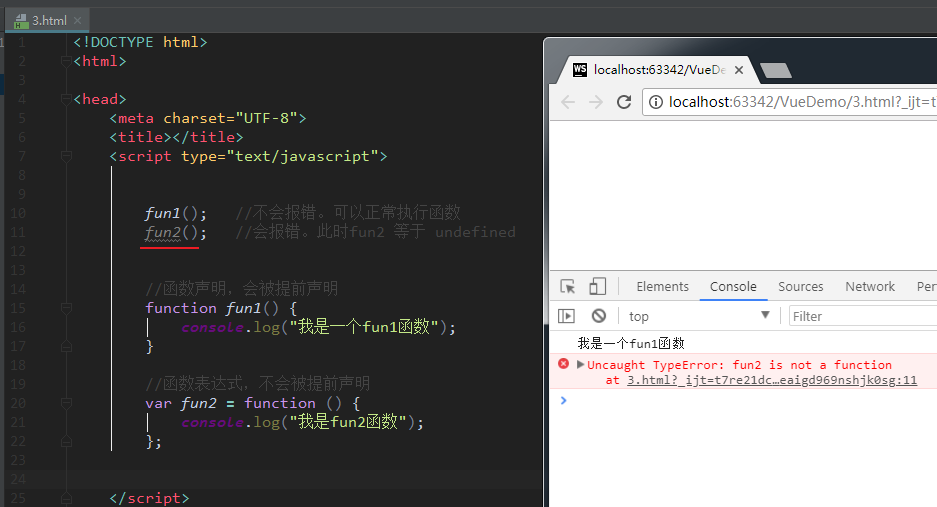 3.html
1 <!DOCTYPE html>
2 <html>
3
4 <head>
5 <meta charset="UTF-8">
6 <title></title>
7 <script type="text/javascript">
8
9
10 fun1(); //不会报错。可以正常执行函数
11 fun2(); //会报错。此时fun2 等于 undefined
12
13
14 //函数声明，会被提前声明
15 function fun1() {
16 console.log("我是一个fun1函数");
17 }
18
19 //函数表达式，不会被提前声明
20 var fun2 = function () {
21 console.log("我是fun2函数");
22 };
23
24
25 </script>
WS localhost:63342/VueDe
localhost:63342/VueDemo/3.html?_ijt=t
Elements Console Sources Network Per
top Filter
我是一个fun1函数
Uncaught TypeError: fun2 is not a function
at 3.html?_ijt=t7re21dc…eaigd969nshjk0sg:11